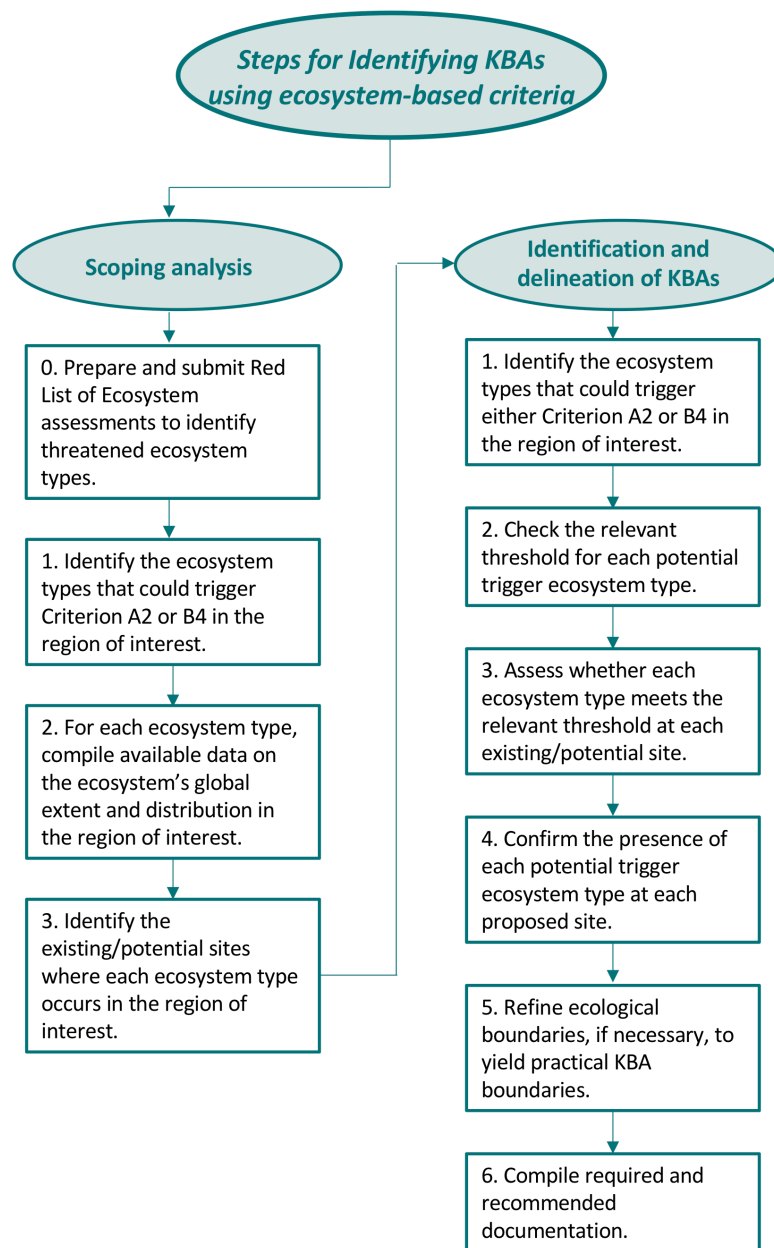 Steps for Identifying KBAs
using ecosystem-based criteria
Scoping analysis
0. Prepare and submit Red
List of Ecosystem
assessments to identify
threatened ecosystem
types.
1. Identify the ecosystem
types that could trigger
Criterion A2 or B4 in the
region of interest.
2. For each ecosystem type,
compile available data on
the ecosystem’s global
extent and distribution in
the region of interest.
3. Identify the
existing/potential sites
where each ecosystem type
occurs in the region of
interest.
Identification and
delineation of KBAs
1. Identify the ecosystem
types that could trigger
either Criterion A2 or B4 in
the region of interest.
2. Check the relevant
threshold for each potential
trigger ecosystem type.
3. Assess whether each
ecosystem type meets the
relevant threshold at each
existing/potential site.
4. Confirm the presence of
each potential trigger
ecosystem type at each
proposed site.
5. Refine ecological
boundaries, if necessary, to
yield practical KBA
boundaries.
6. Compile required and
recommended
documentation.